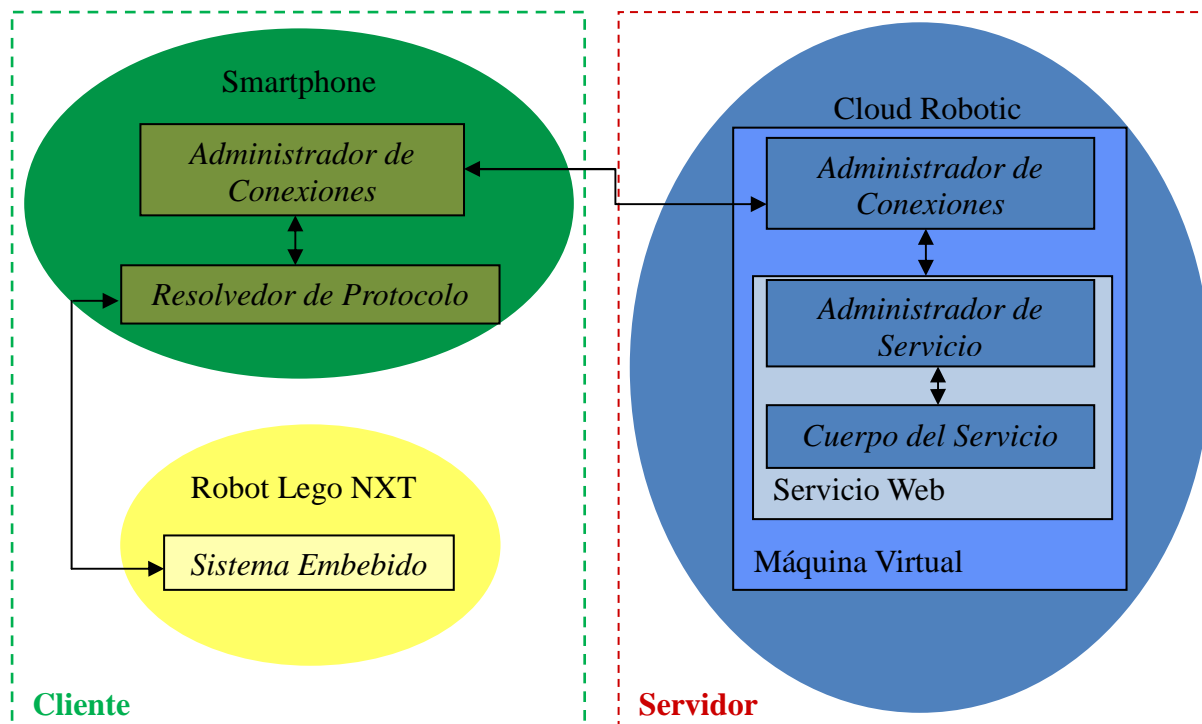 Smartphone
Administrador de
Conexiones
Resolvedor de Protocolo
Robot Lego NXT
Sistema Embebido
Cliente
Cloud Robotic
Administrador de
Conexiones
Administrador de
Servicio
Cuerpo del Servicio
Servicio Web
Máquina Virtual
Servidor